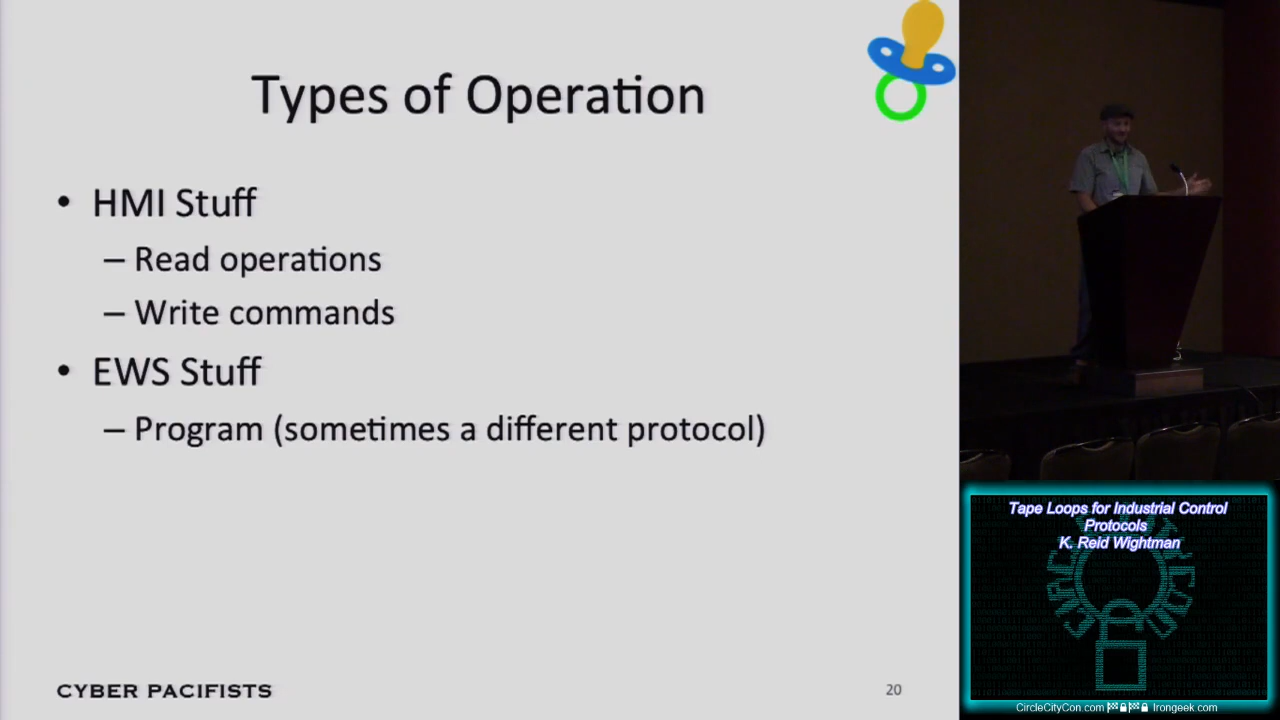 Types of Operation
• HMI Stuff
– Read operations
– Write commands
• EWS Stuff
– Program (sometimes a different protocol)
CYBER PACIFISTS
20
Tape Loops for Industrial Control
Protocols
K. Reid Wightman
CircleCityCon.com Irongeek.com